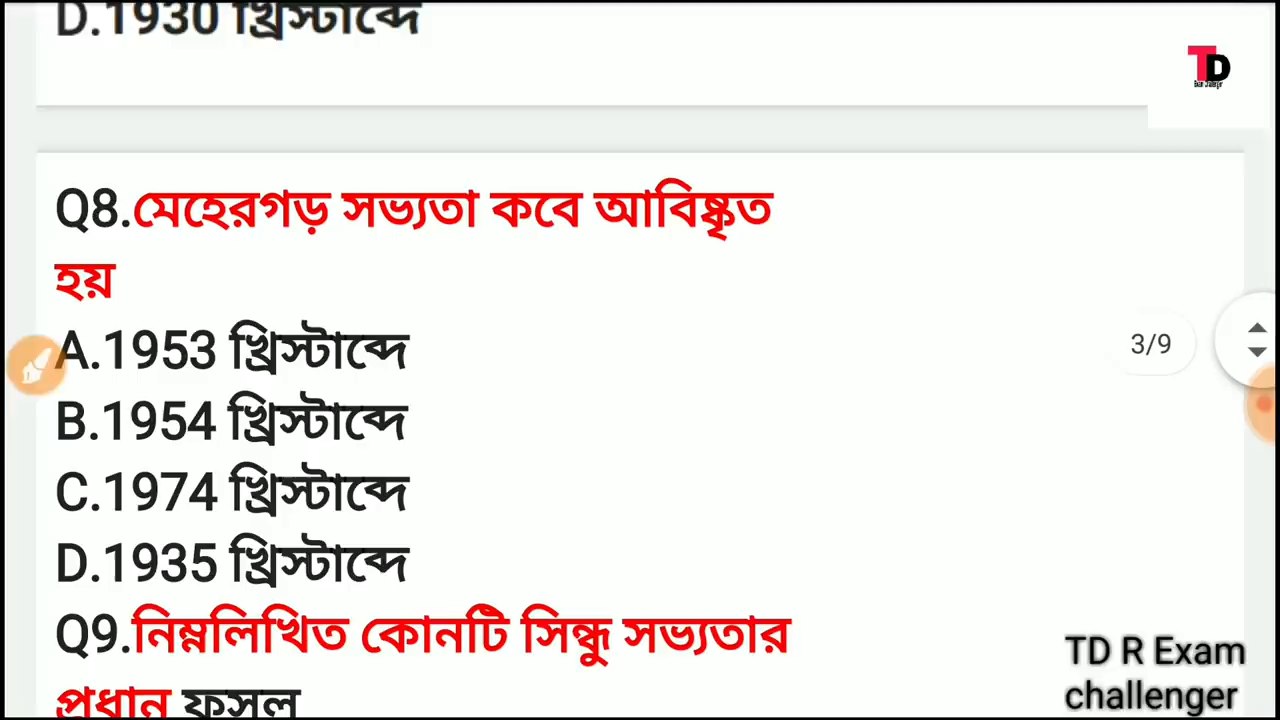 D.1930 খ্রিস্টাব্দে
TD
Q8.মেহেরগড় সভ্যতা কবে আবিষ্কৃত
হয়
A.1953 খ্রিস্টাব্দে
3/9
B.1954 খ্রিস্টাব্দে
C.1974 খ্রিস্টাব্দে
D.1935 খ্রিস্টাব্দে
Q9.নিম্নলিখিত কোনটি সিন্ধু সভ্যতার
প্রধান ফসল
TD R Exam
challenger